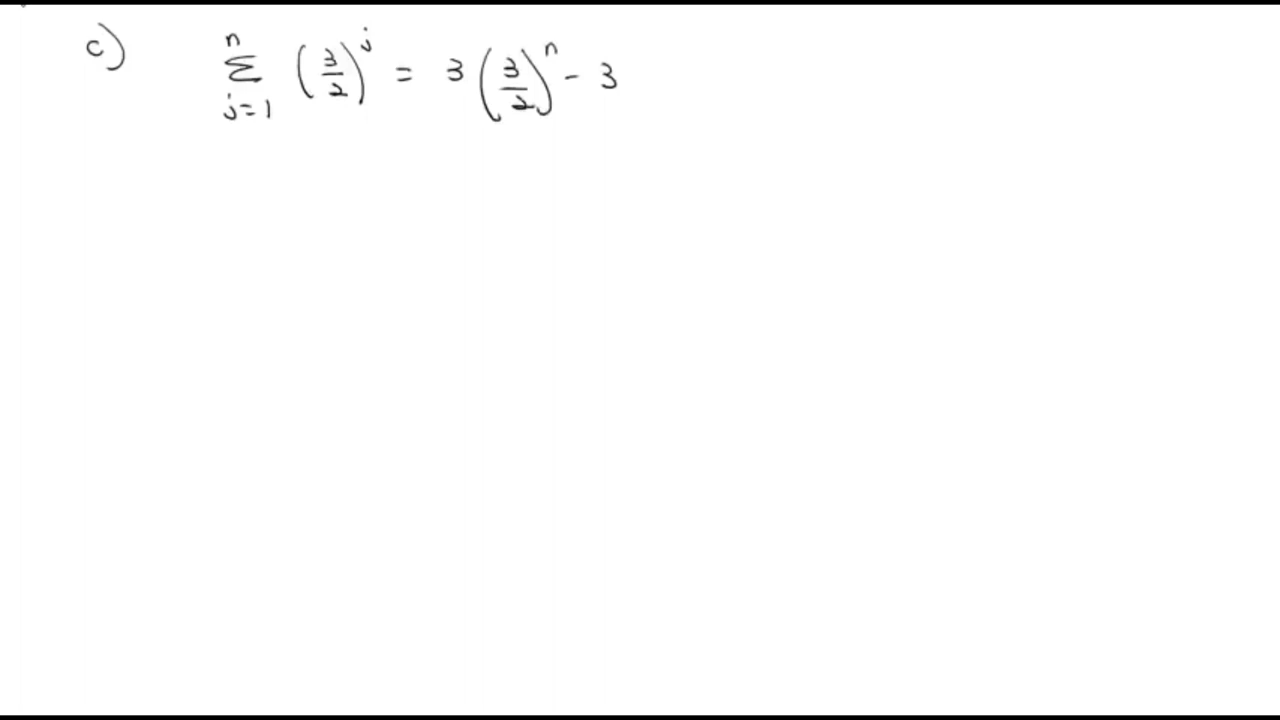 c) $\sum_{j=1}^{n} \left(\frac{3}{2}\right)^j = 3\left(\frac{3}{2}\right)^n - 3$